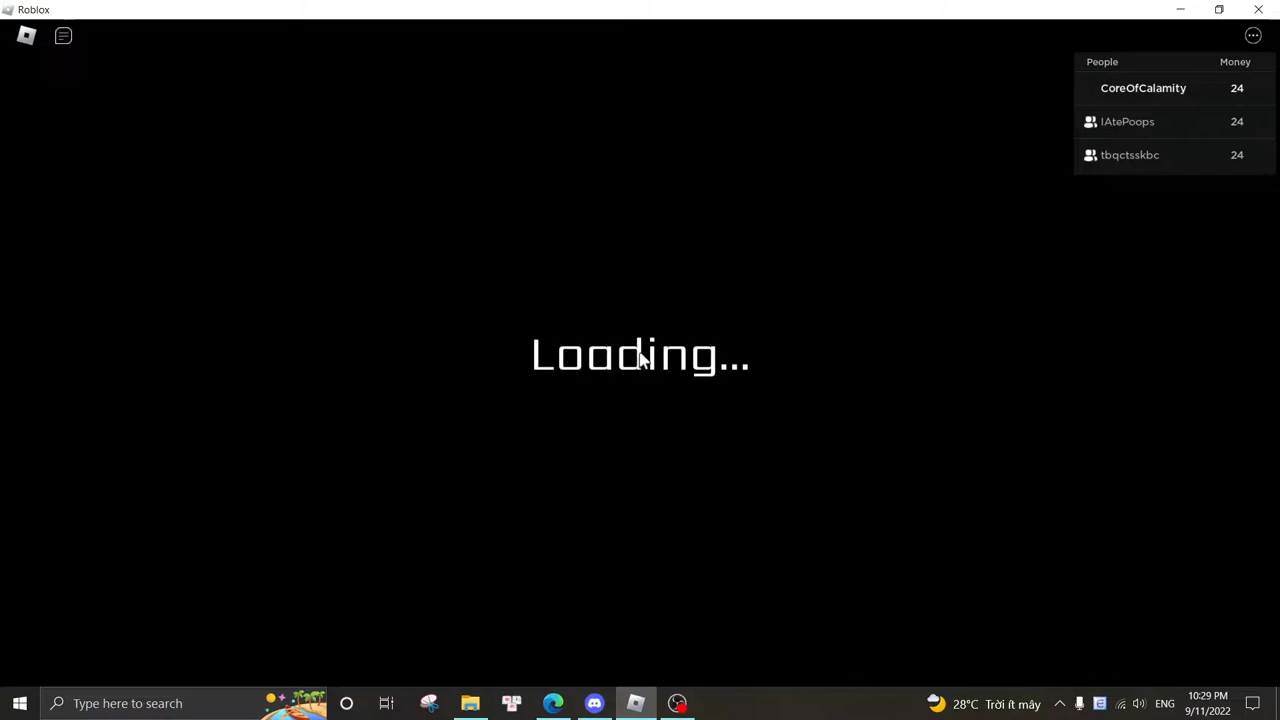 Roblox
People Money
CoreOfCalamity 24
IAtePoops 24
tbqctsskbc 24
Loading...
Type here to search
28°C Trời ít mây
ENG
10:29 PM
9/11/2022